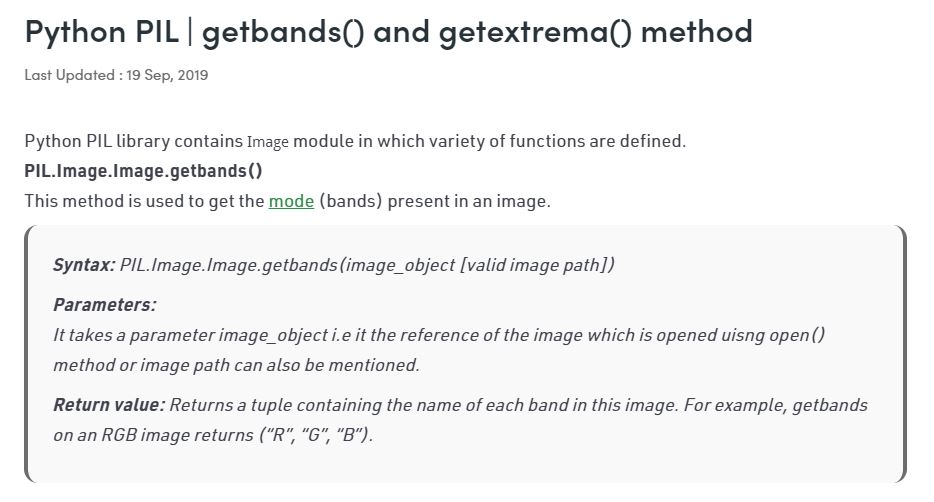 Python PIL | getbands() and getextrema() method
Last Updated : 19 Sep, 2019
Python PIL library contains Image module in which variety of functions are defined.
PIL.Image.Image.getbands()
This method is used to get the mode (bands) present in an image.
Syntax: PIL.Image.Image.getbands(image_object [valid image path])
Parameters:
It takes a parameter image_object i.e it the reference of the image which is opened uisng open()
method or image path can also be mentioned.
Return value: Returns a tuple containing the name of each band in this image. For example, getbands
on an RGB image returns (“R”, “G”, “B”).